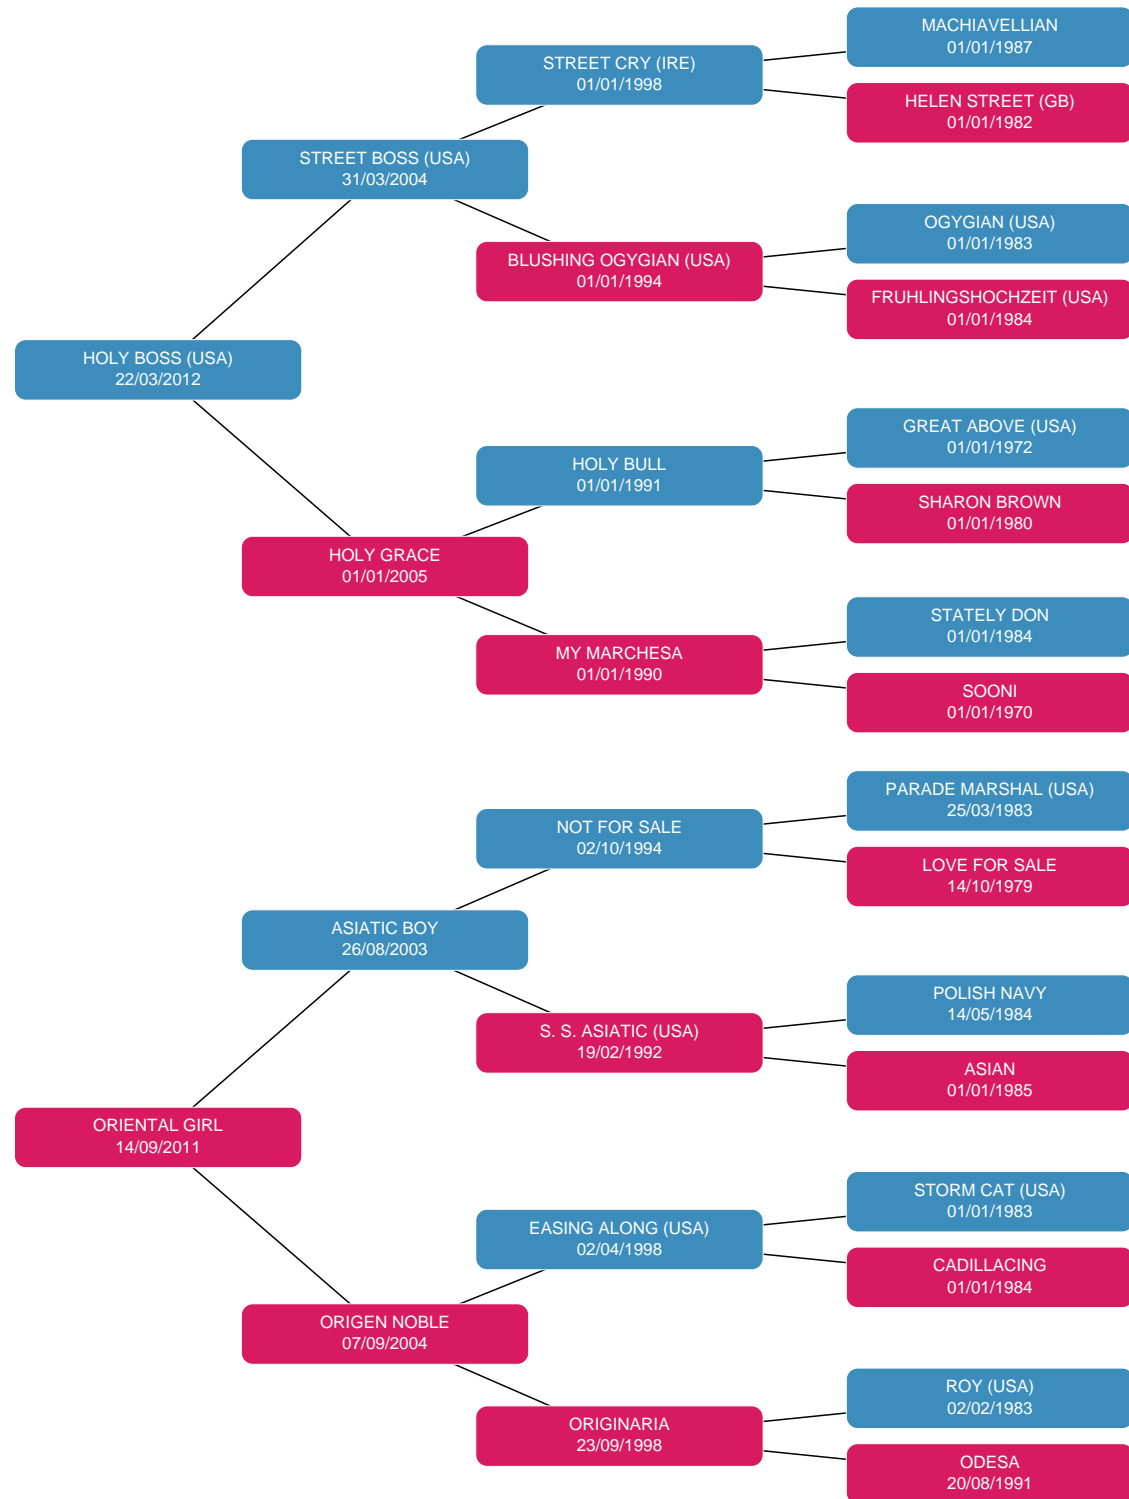 MACHIAVELLIAN
01/01/1987
STREET CRY (IRE)
01/01/1998
HELEN STREET (GB)
01/01/1982
STREET BOSS (USA)
31/03/2004
OGYGIAN (USA)
01/01/1983
BLUSHING OGYGIAN (USA)
01/01/1994
FRUHLINGSHOCHZEIT (USA)
01/01/1984
HOLY BOSS (USA)
22/03/2012
GREAT ABOVE (USA)
01/01/1972
HOLY BULL
01/01/1991
SHARON BROWN
01/01/1980
HOLY GRACE
01/01/2005
STATELY DON
01/01/1984
MY MARCHESA
01/01/1990
SOONI
01/01/1970
PARADE MARSHAL (USA)
25/03/1983
NOT FOR SALE
02/10/1994
LOVE FOR SALE
14/10/1979
ASIATIC BOY
26/08/2003
POLISH NAVY
14/05/1984
S. S. ASIATIC (USA)
19/02/1992
ASIAN
01/01/1985
ORIENTAL GIRL
14/09/2011
STORM CAT (USA)
01/01/1983
EASING ALONG (USA)
02/04/1998
CADILLACING
01/01/1984
ORIGEN NOBLE
07/09/2004
ROY (USA)
02/02/1983
ORIGINARIA
23/09/1998
ODESA
20/08/1991